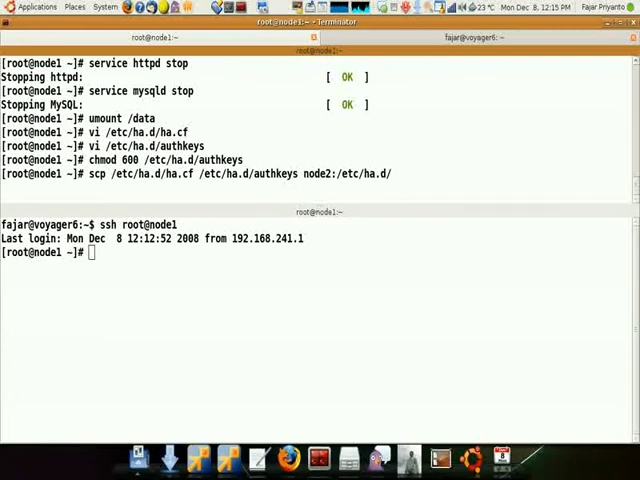 Applications Places System 23 °C Mon Dec 8, 12:15 PM Fajar Priyanto
root@node1:~ - Terminator
root@node1:~ fajar@voyager6: ~
root@node1:~
[root@node1 ~]# service httpd stop
Stopping httpd: [ OK ]
[root@node1 ~]# service mysqld stop
Stopping MySQL: [ OK ]
[root@node1 ~]# umount /data
[root@node1 ~]# vi /etc/ha.d/ha.cf
[root@node1 ~]# vi /etc/ha.d/authkeys
[root@node1 ~]# chmod 600 /etc/ha.d/authkeys
[root@node1 ~]# scp /etc/ha.d/ha.cf /etc/ha.d/authkeys node2:/etc/ha.d/
root@node1:~
fajar@voyager6:~$ ssh root@node1
Last login: Mon Dec  8 12:12:52 2008 from 192.168.241.1
[root@node1 ~]#
8